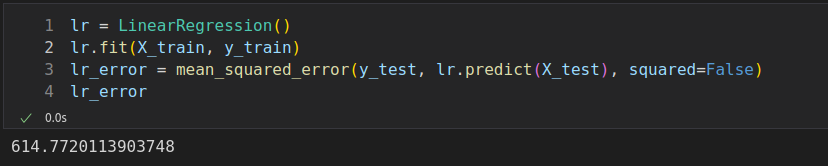 1 lr = LinearRegression()
2 lr.fit(X_train, y_train)
3 lr_error = mean_squared_error(y_test, lr.predict(X_test), squared=False)
4 lr_error
0.0s
614.7720113903748